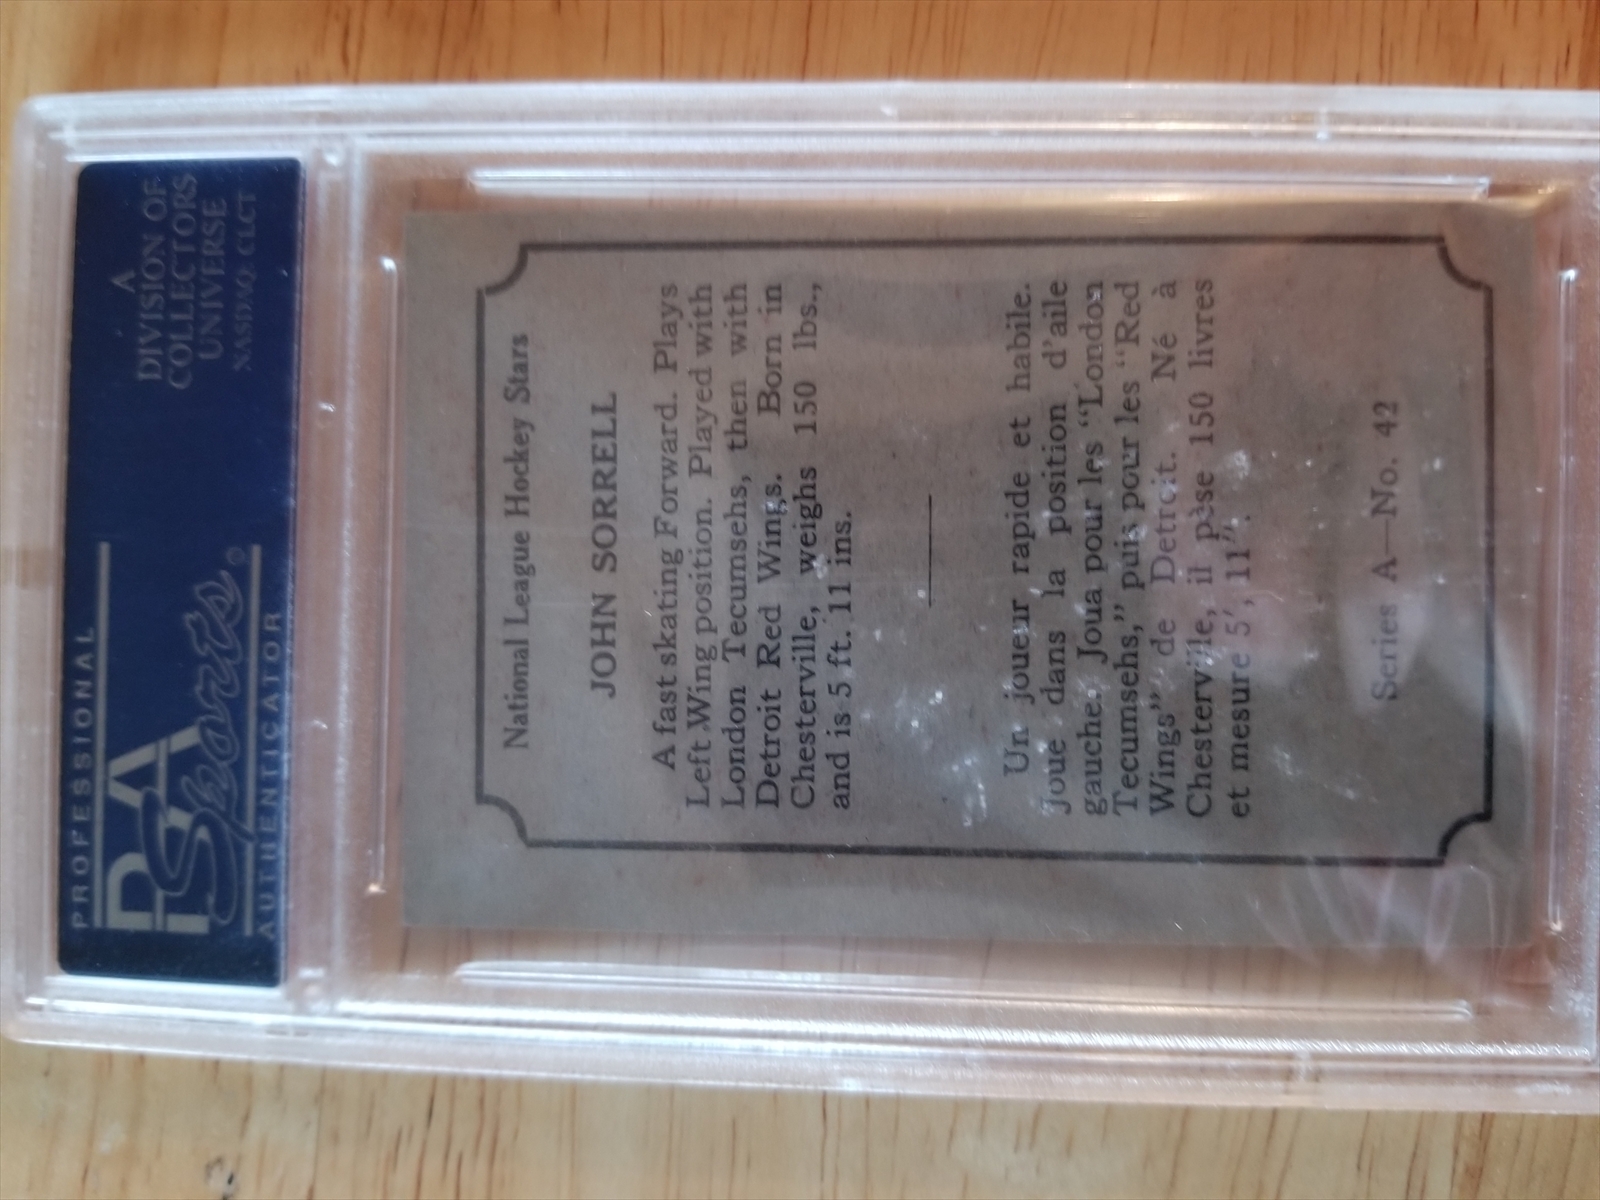 PROFESSIONAL
PSA
Sports
AUTHENTICATOR
A
DIVISION OF
COLLECTORS
UNIVERSE
NASDAQ: CLCT
National League Hockey Stars
JOHN SORRELL
A fast skating Forward. Plays
Left Wing position. Played with
London Tecumsehs, then with
Detroit Red Wings. Born in
Chesterville, weighs 150 lbs.,
and is 5 ft. 11 ins.
Un joueur rapide et habile.
Joue dans la position d'aile
gauche. Joua pour les "London
Tecumsehs," puis pour les "Red
Wings" de Detroit. Né à
Chesterville, il pèse 150 livres
et mesure 5', 11".
Series A—No. 42